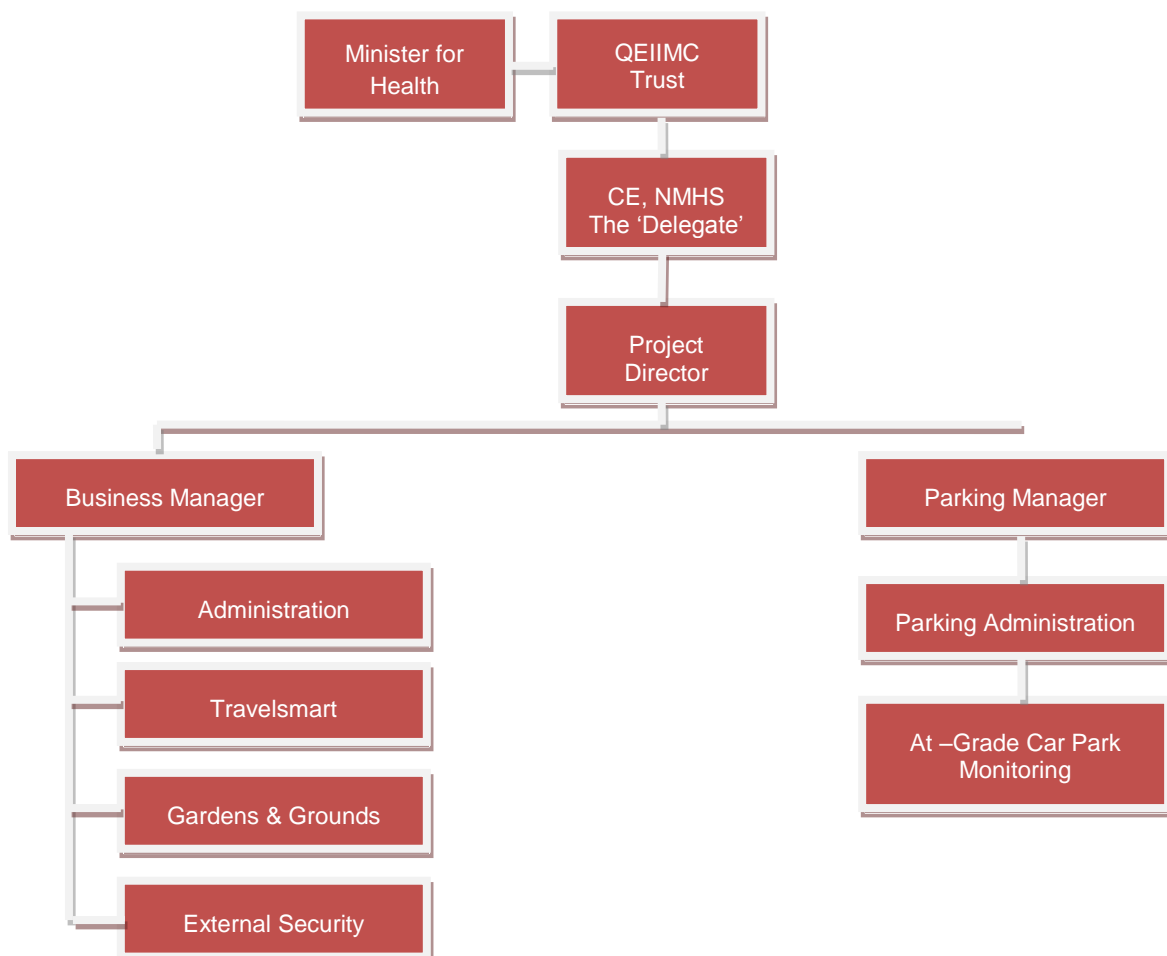 Minister for
Health
QEIIMC
Trust
CE, NMHS
The ‘Delegate’
Project
Director
Business Manager
Parking Manager
Administration
Parking Administration
Travelsmart
At –Grade Car Park
Monitoring
Gardens & Grounds
External Security